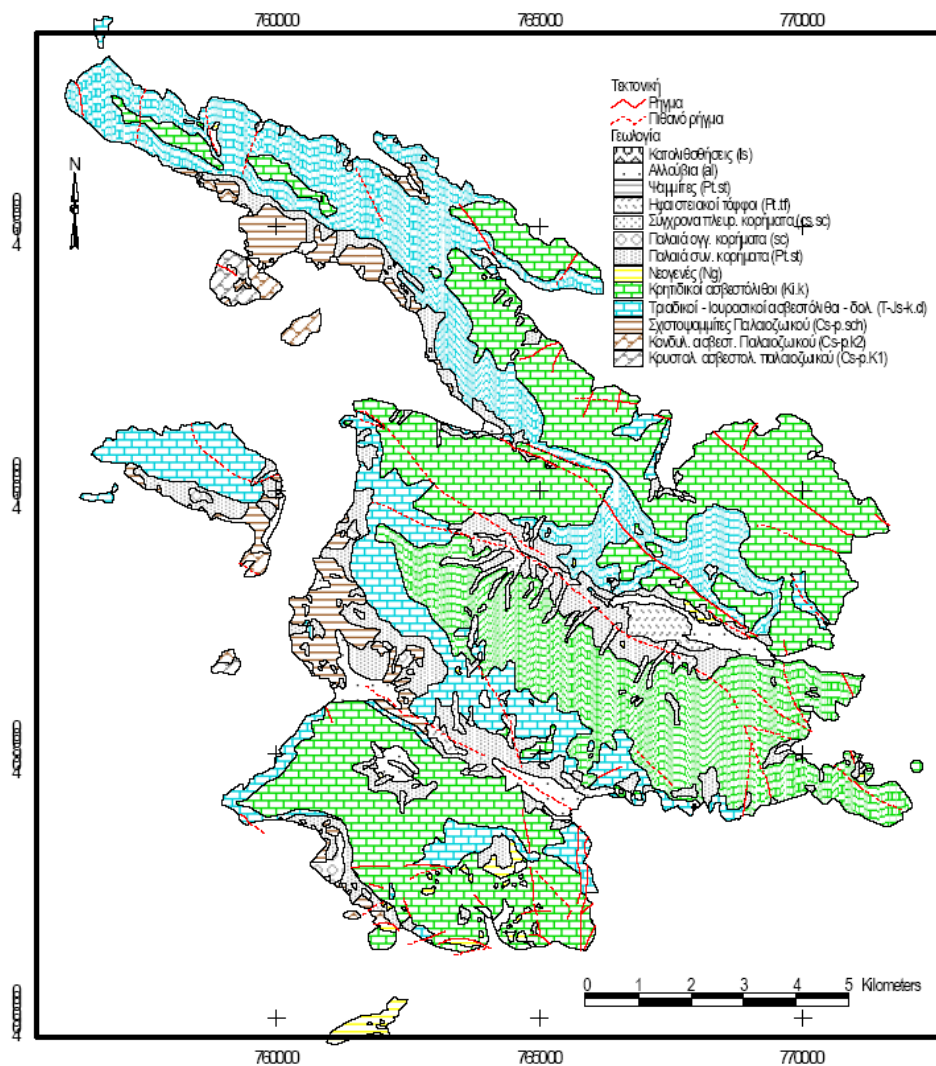 760000 765000 770000
Τεκτονική
Ρήγμα
Πιθανό ρήγμα
Γεωλογία
Κατολισθήσεις (ls)
Αλλούβια (al)
Ψαμμίτες (Pt.st)
Ηφαιστειακοί τόφφοι (Pt.tf)
Σύγχρονα πλευρ. κορήματα (cs.sc)
Παλαιά ογκ. κορήματα (sc)
Παλαιά συν. κορήματα (Pt.st)
Νεογενές (Ng)
Κρητιδικοί ασβεστόλιθοι (Ki.k)
Τριαδικοί - Ιουρασικοί ασβεστόλιθα - δολ. (T-Js-k.d)
Σχιστοψαμμίτες Παλαιοζωικού (Cs-p.sch)
Κονδυλ. ασβεστ. Παλαιοζωικού (Cs-p.k2)
Κρυσταλ. ασβεστολ. παλαιοζωικού (Cs-p.K1)
N
0 1 2 3 4 5 Kilometers
760000 765000 770000